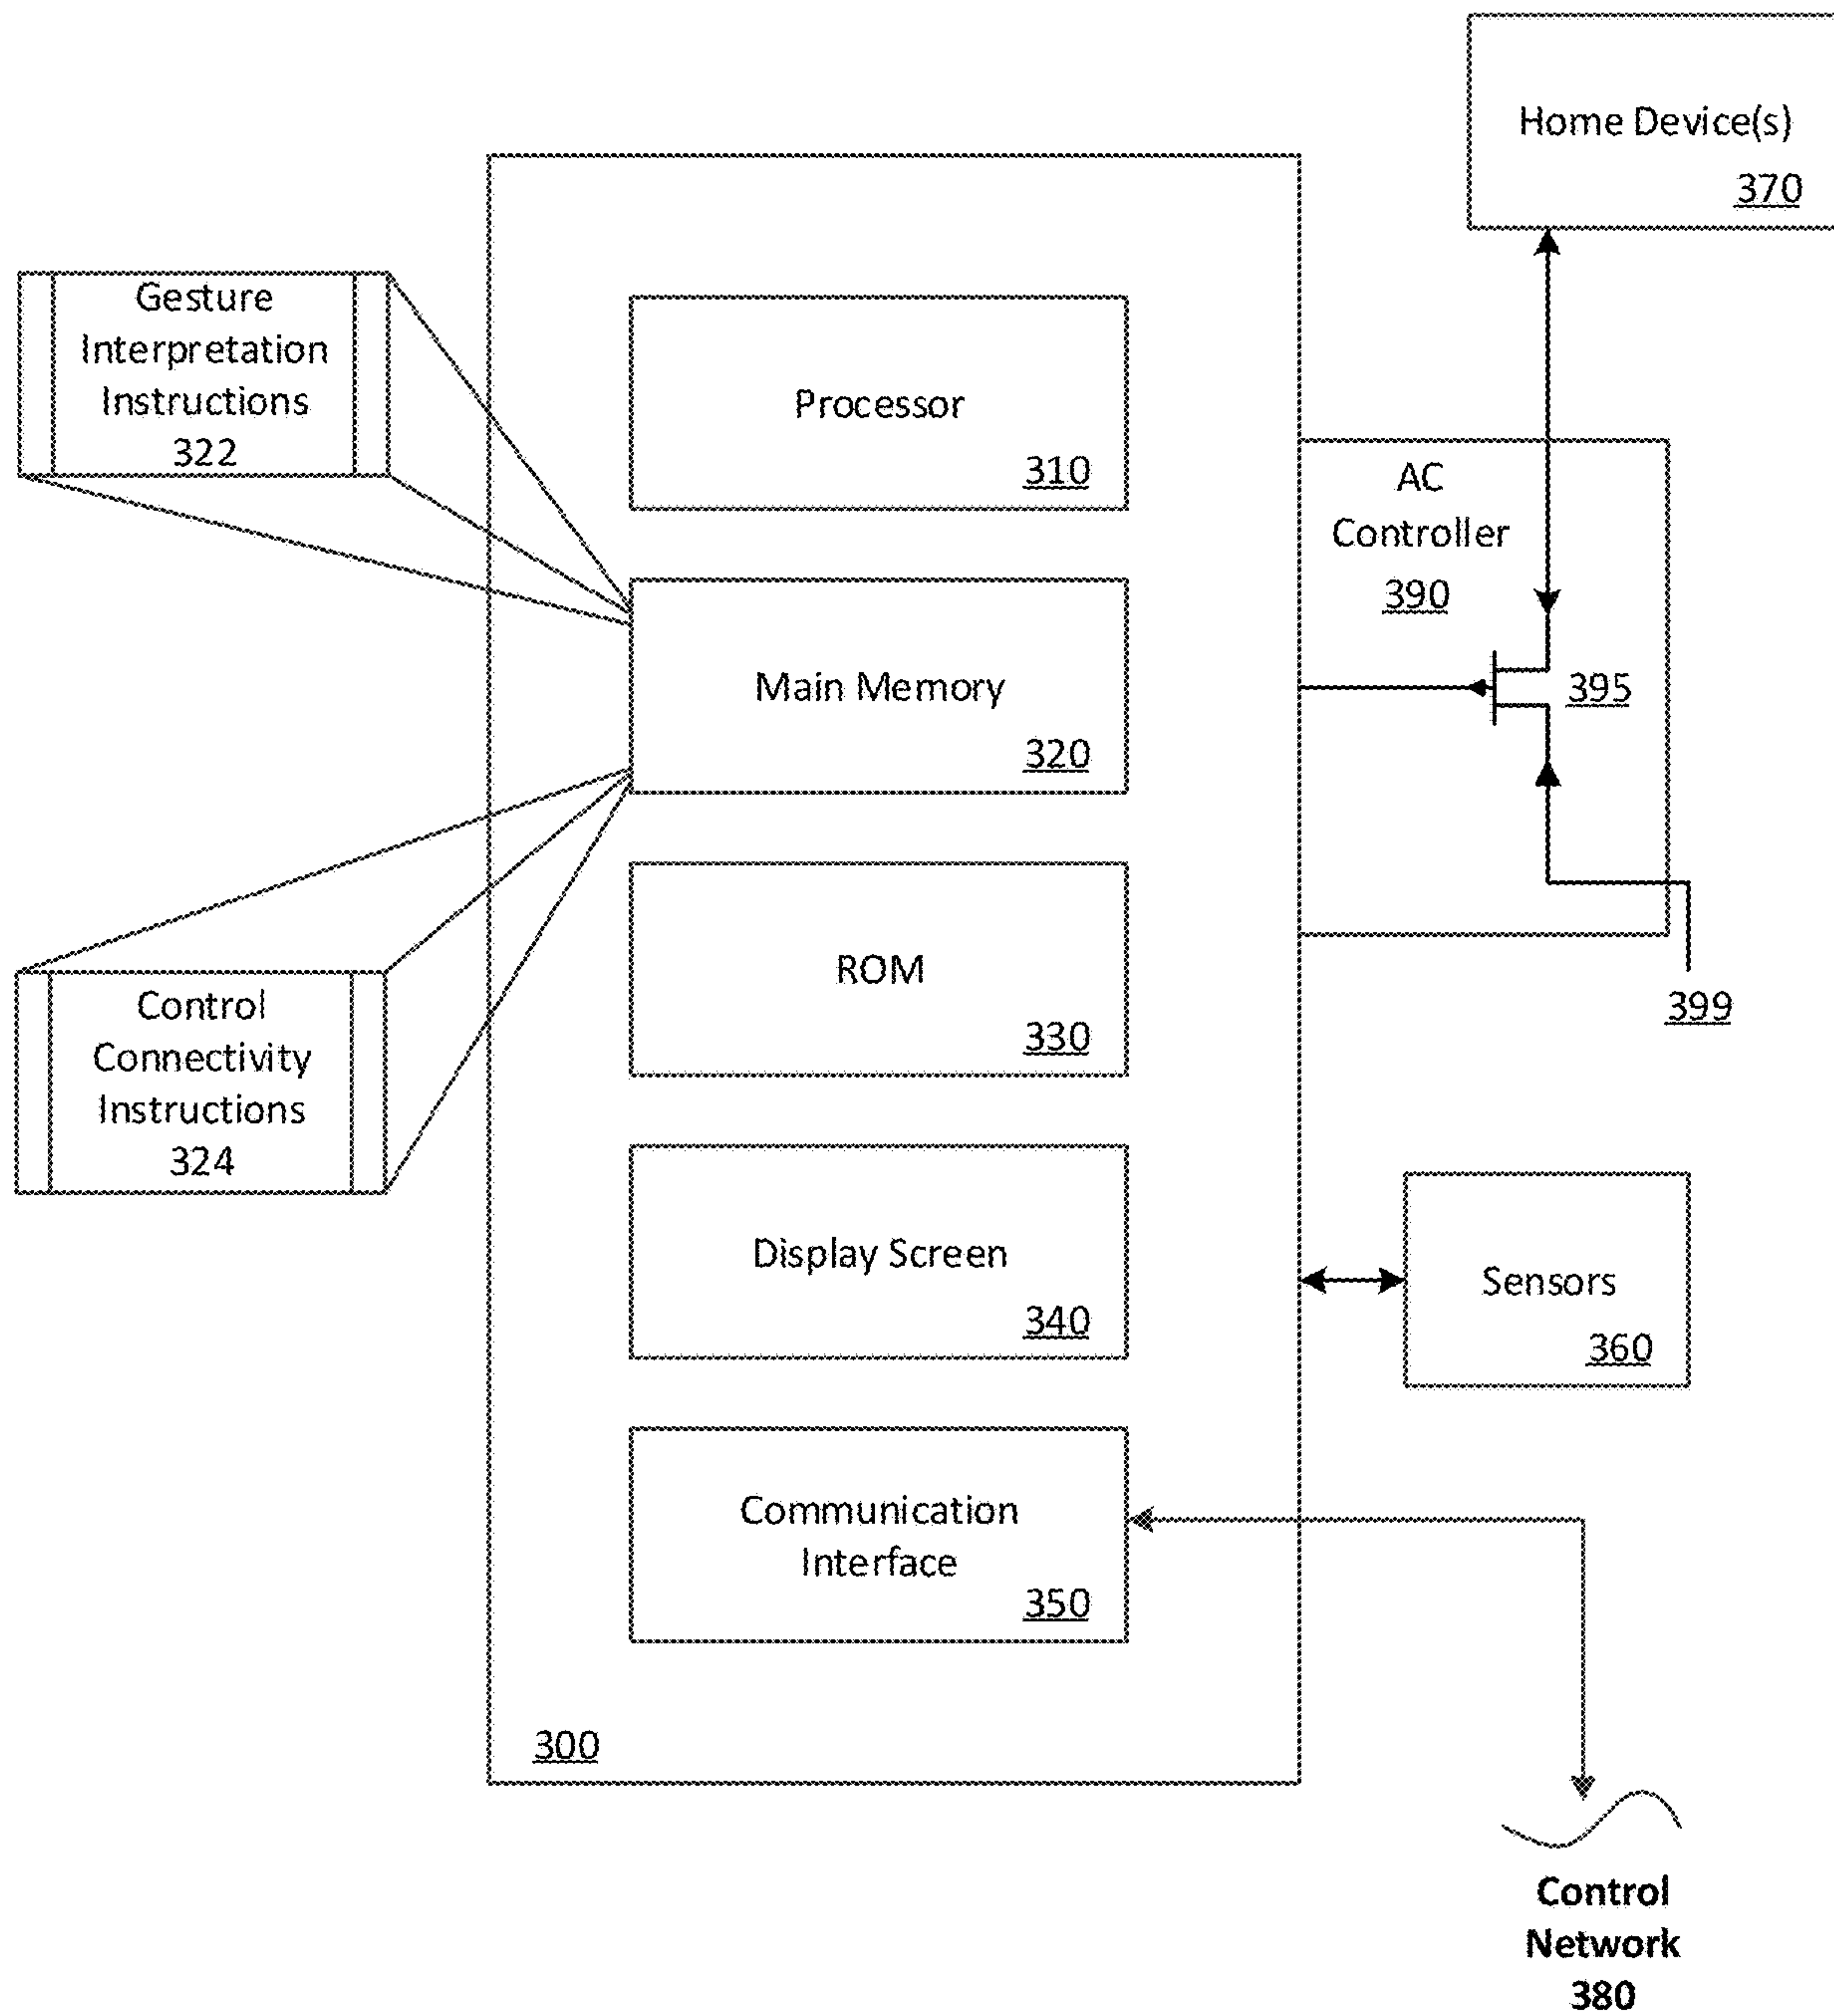 Home Device(s)
370
Gesture
Interpretation
Instructions
322
Processor
310
AC
Controller
390
Main Memory
320
395
ROM
330
399
Control
Connectivity
Instructions
324
Display Screen
340
Sensors
360
Communication
Interface
350
300
Control
Network
380